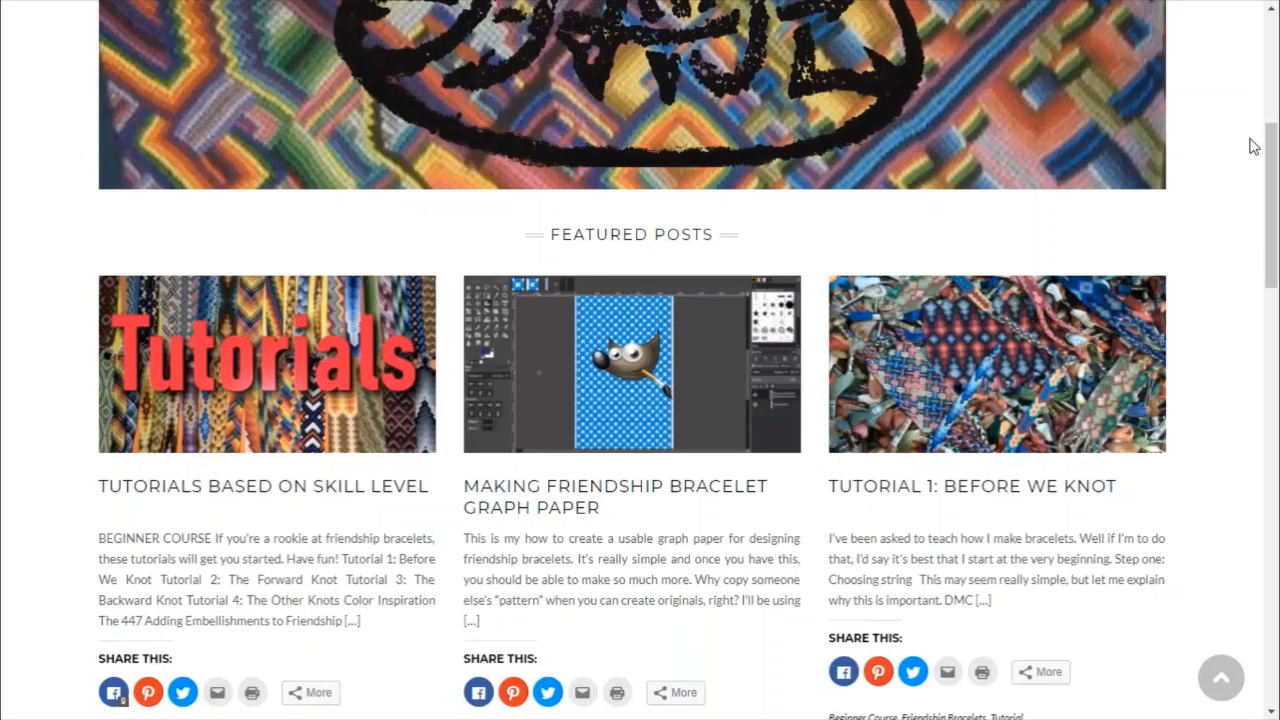 FEATURED POSTS
Tutorials
TUTORIALS BASED ON SKILL LEVEL
BEGINNER COURSE If you're a rookie at friendship bracelets,
these tutorials will get you started. Have fun! Tutorial 1: Before
We Knot Tutorial 2: The Forward Knot Tutorial 3: The
Backward Knot Tutorial 4: The Other Knots Color Inspiration
The 447 Adding Embellishments to Friendship [...]
SHARE THIS:
More
MAKING FRIENDSHIP BRACELET
GRAPH PAPER
This is my how to create a usable graph paper for designing
friendship bracelets. It's really simple and once you have this,
you should be able to make so much more. Why copy someone
else's “pattern” when you can create originals, right? I'll be using
[...]
SHARE THIS:
More
TUTORIAL 1: BEFORE WE KNOT
I've been asked to teach how I make bracelets. Well if I'm to do
that, I'd say it's best that I start at the very beginning. Step one:
Choosing string This may seem really simple, but let me explain
why this is important. DMC [...]
SHARE THIS:
More
Beginner Course, Friendship Bracelets, Tutorial